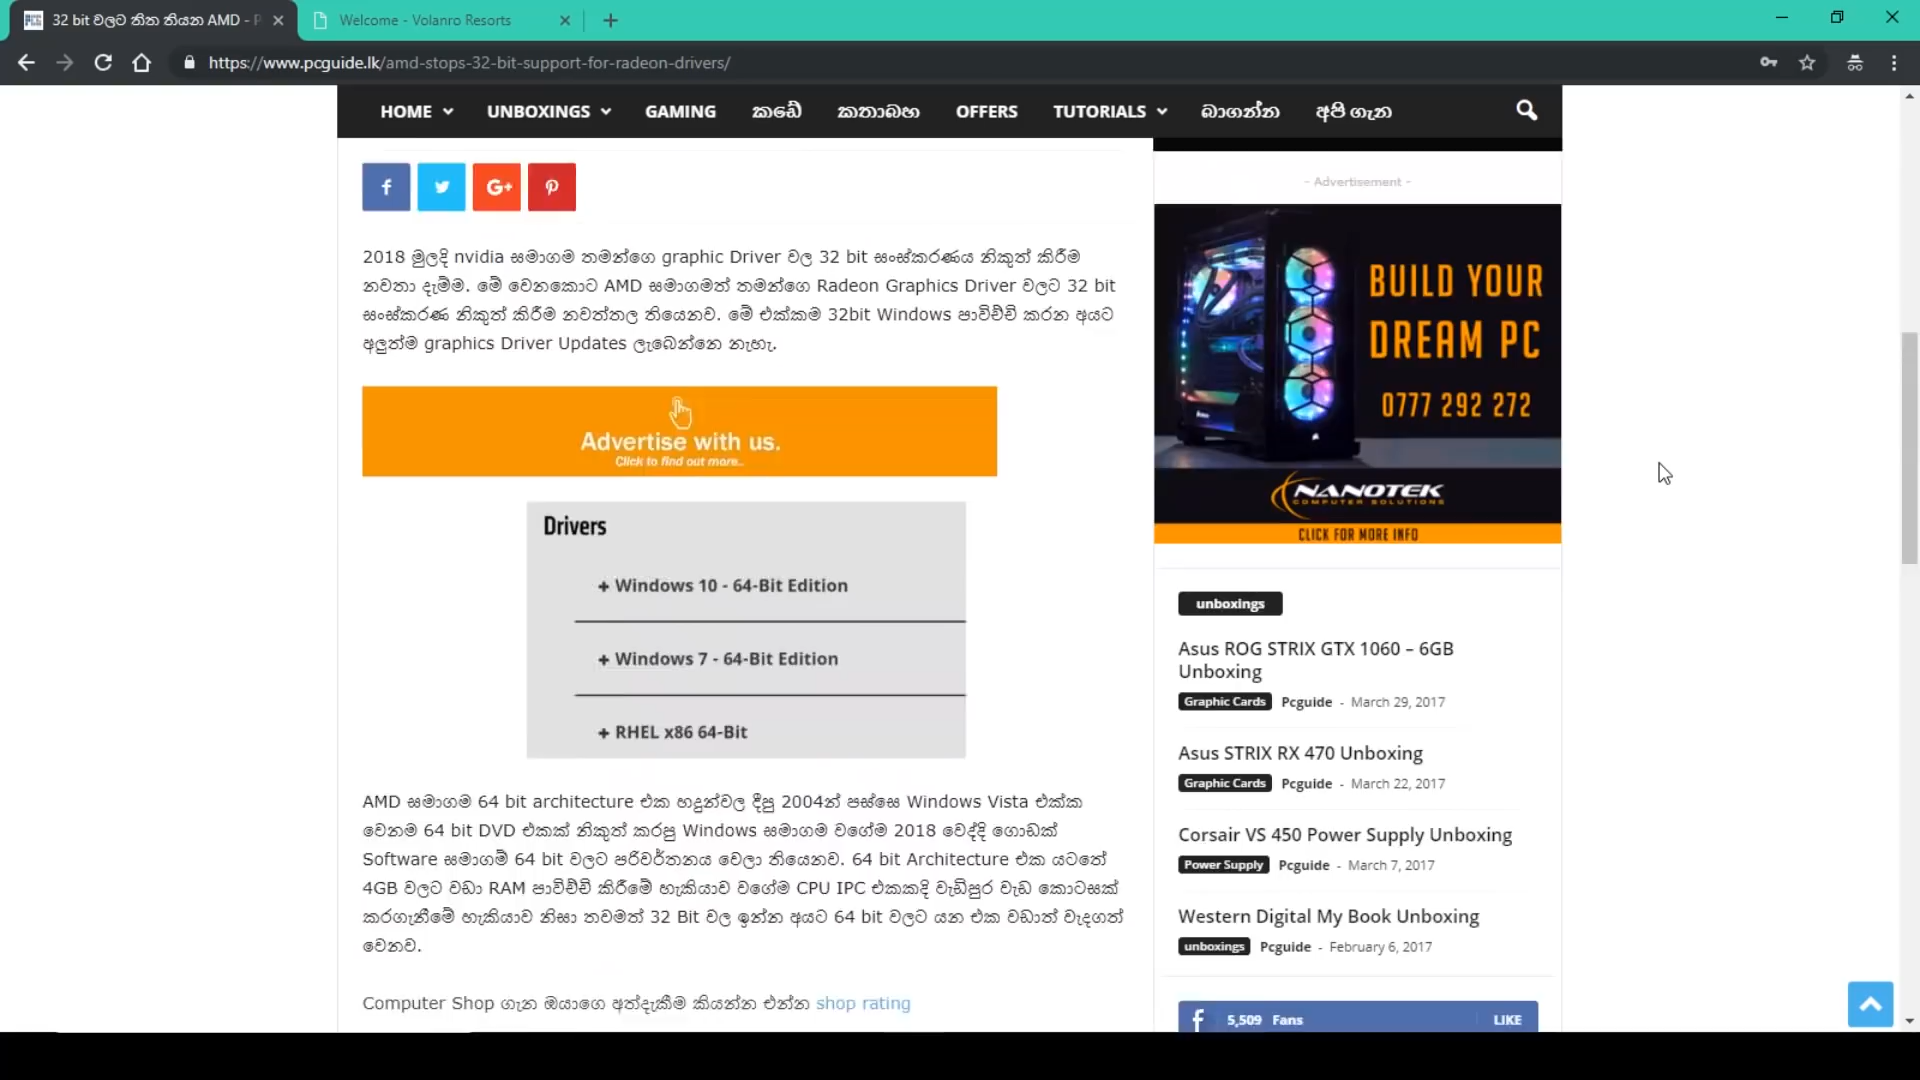 32 bit වලට තිත තියන AMD - P
Welcome - Volanro Resorts
https://www.pcguide.lk/amd-stops-32-bit-support-for-radeon-drivers/
HOME
UNBOXINGS
GAMING
කඩේ
කතාබහ
OFFERS
TUTORIALS
බාගන්න
අපි ගැන
f
G+
2018 මුලදි nvidia සමාගම තමන්ගෙ graphic Driver වල 32 bit සංස්කරණය නිකුත් කිරීම
නවතා දැම්ම. මේ වෙනකොට AMD සමාගමත් තමන්ගෙ Radeon Graphics Driver වලට 32 bit
සංස්කරණ නිකුත් කිරීම නවත්තල තියෙනව. මේ එක්කම 32bit Windows පාවිච්චි කරන අයට
අලුත්ම graphics Driver Updates ලැබෙන්නෙ නැහැ.
Advertise with us.
Click to find out more..
Drivers
+ Windows 10 - 64-Bit Edition
+ Windows 7 - 64-Bit Edition
+ RHEL x86 64-Bit
AMD සමාගම 64 bit architecture එක හදුන්වල දීපු 2004න් පස්සෙ Windows Vista එක්ක
වෙනම 64 bit DVD එකක් නිකුත් කරපු Windows සමාගම වගේම 2018 වෙද්දි ගොඩක්
Software සමාගම් 64 bit වලට පරිවර්තනය වෙලා තියෙනව. 64 bit Architecture එක යටතේ
4GB වලට වඩා RAM පාවිච්චි කිරීමේ හැකියාව වගේම CPU IPC එකකදි වැඩිපුර වැඩ කොටසක්
කරගැනීමේ හැකියාව නිසා තවමත් 32 Bit වල ඉන්න අයට 64 bit වලට යන එක වඩාත් වැදගත්
වෙනව.
Computer Shop ගැන ඔයාගෙ අත්දැකීම කියන්න එන්න shop rating
- Advertisement -
BUILD YOUR
DREAM PC
0777 292 272
NANOTEK
COMPUTER SOLUTIONS
CLICK FOR MORE INFO
unboxings
Asus ROG STRIX GTX 1060 – 6GB
Unboxing
Graphic Cards Pcguide - March 29, 2017
Asus STRIX RX 470 Unboxing
Graphic Cards Pcguide - March 22, 2017
Corsair VS 450 Power Supply Unboxing
Power Supply Pcguide - March 7, 2017
Western Digital My Book Unboxing
unboxings Pcguide - February 6, 2017
f 5,509 Fans LIKE